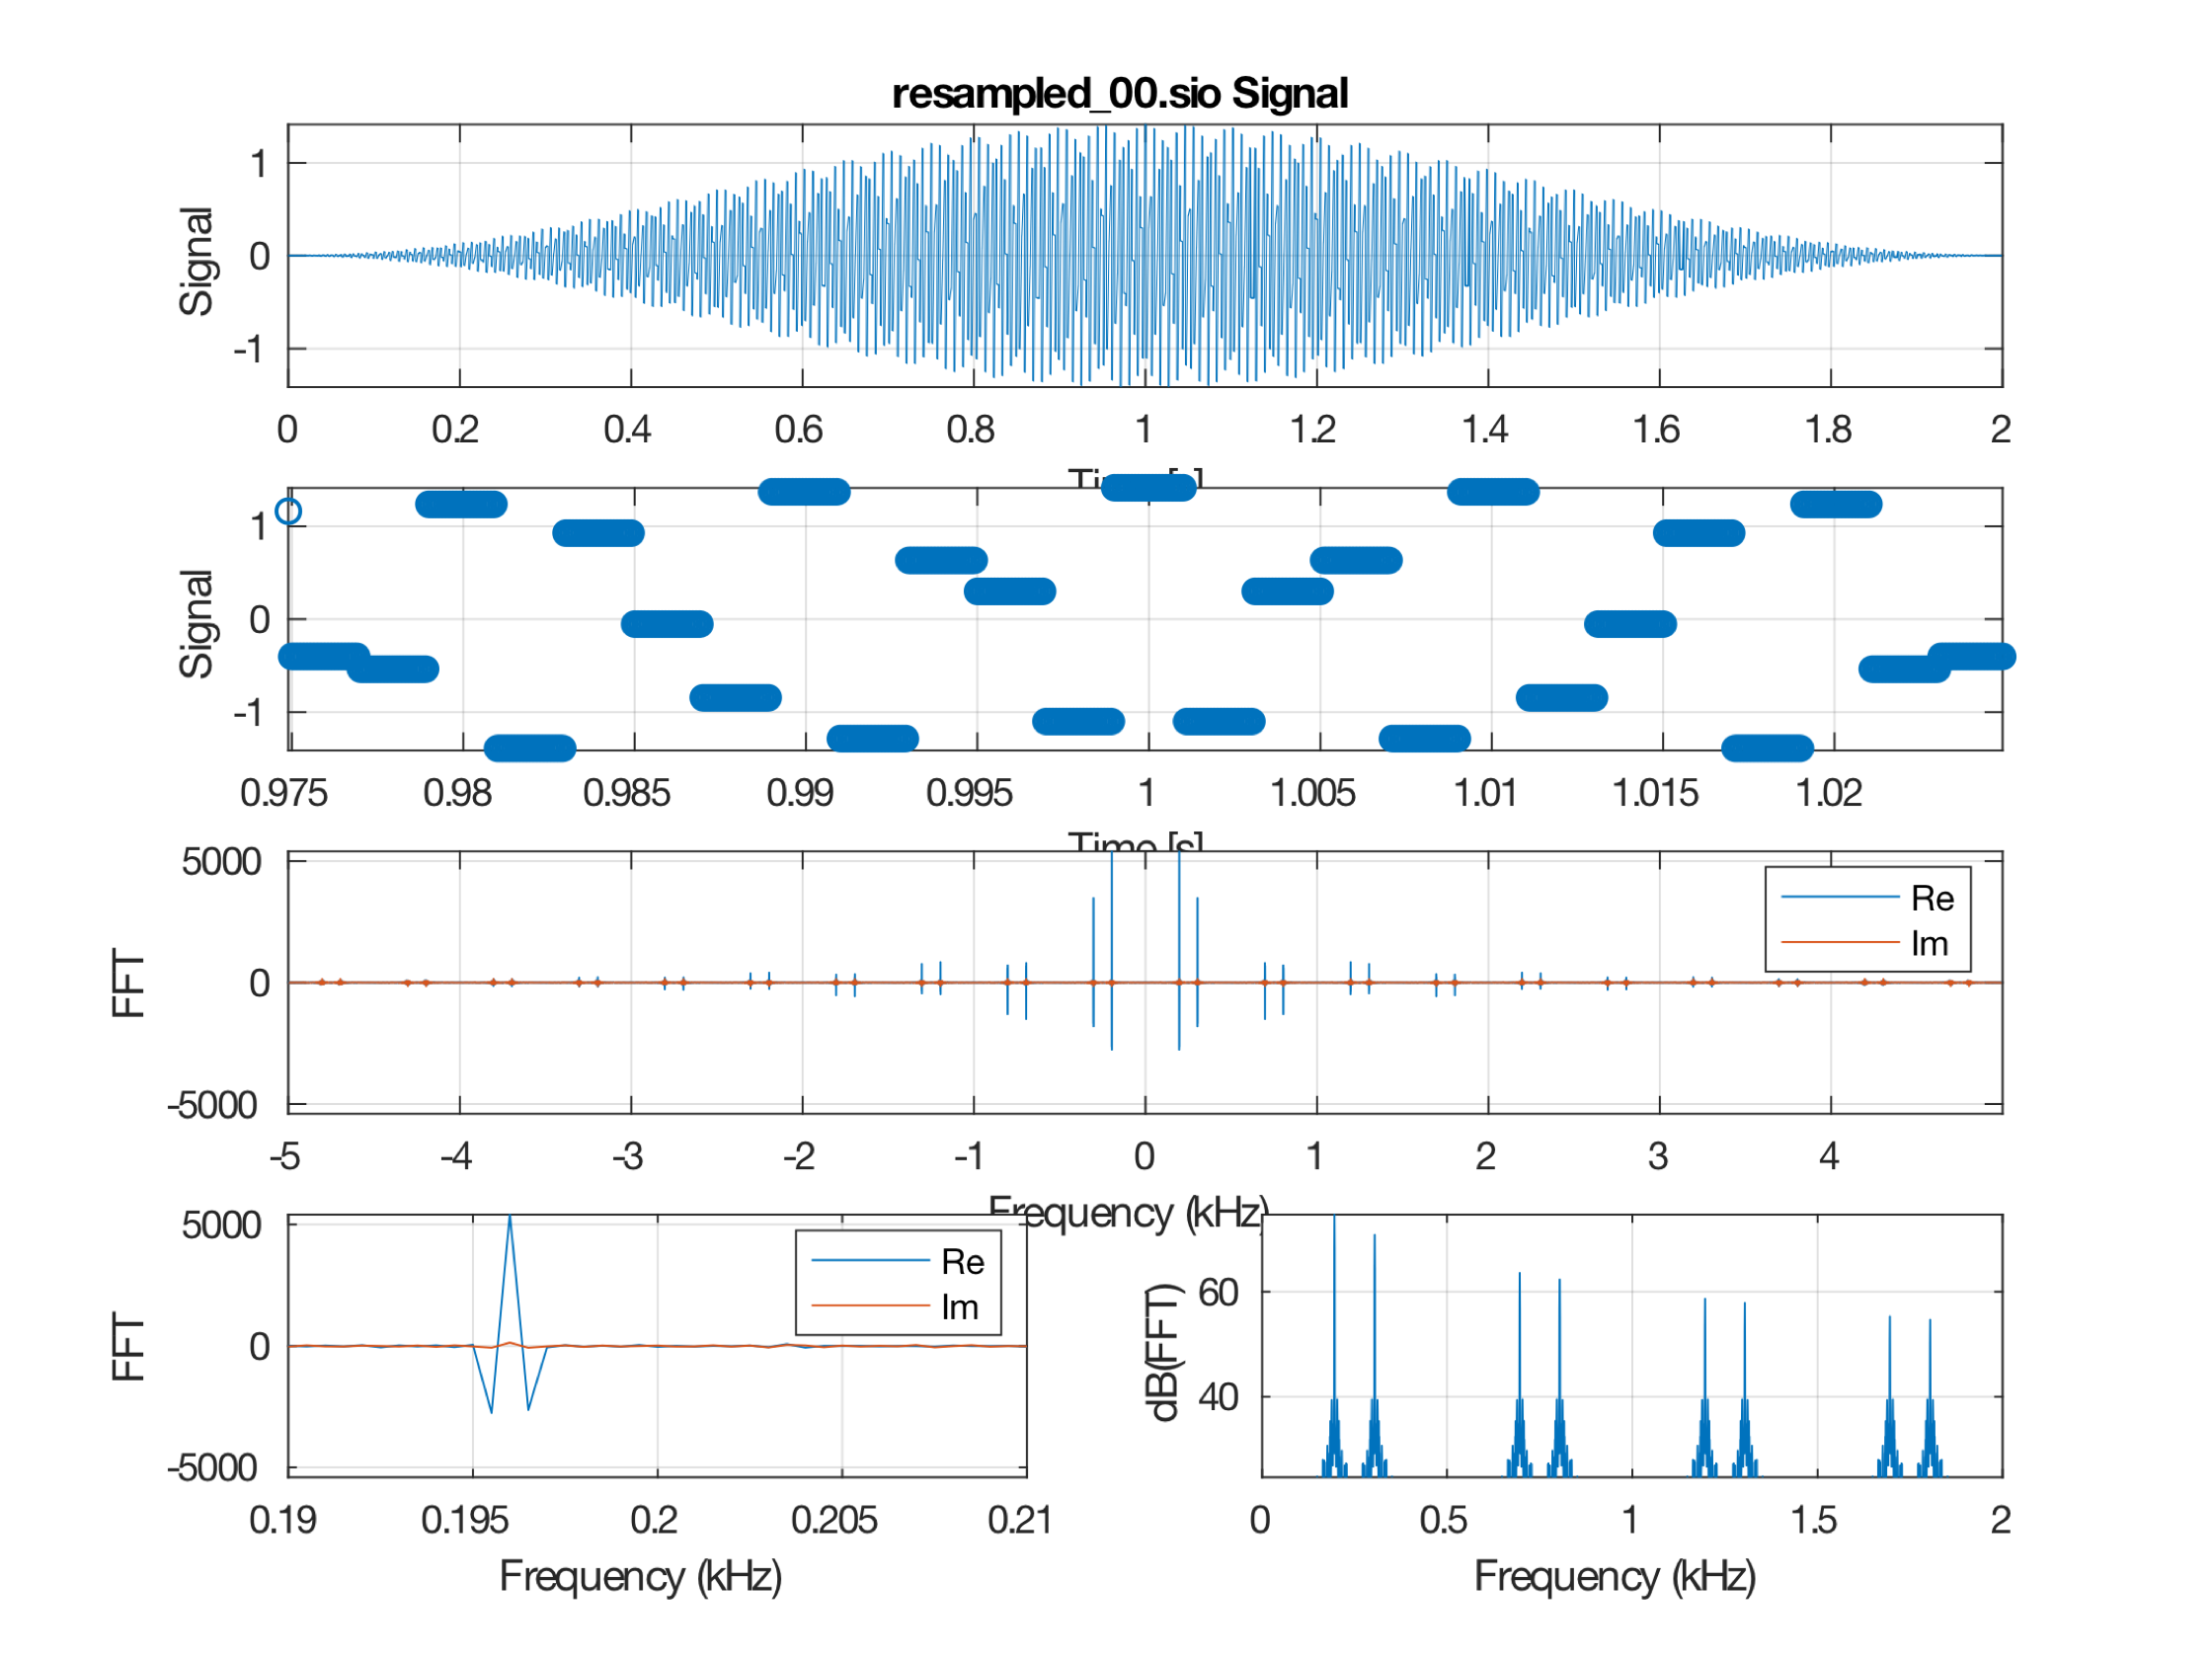 resampled_00.sio Signal
Signal
1
0
-1
0 0.2 0.4 0.6 0.8 1 1.2 1.4 1.6 1.8 2
Signal
1
0
-1
0.975 0.98 0.985 0.99 0.995 1 1.005 1.01 1.015 1.02
Time [s]
FFT
5000
0
-5000
Re
Im
-5 -4 -3 -2 -1 0 1 2 3 4
Frequency (kHz)
FFT
5000
0
-5000
Re
Im
0.19 0.195 0.2 0.205 0.21
Frequency (kHz)
dB(FFT)
60
40
0 0.5 1 1.5 2
Frequency (kHz)